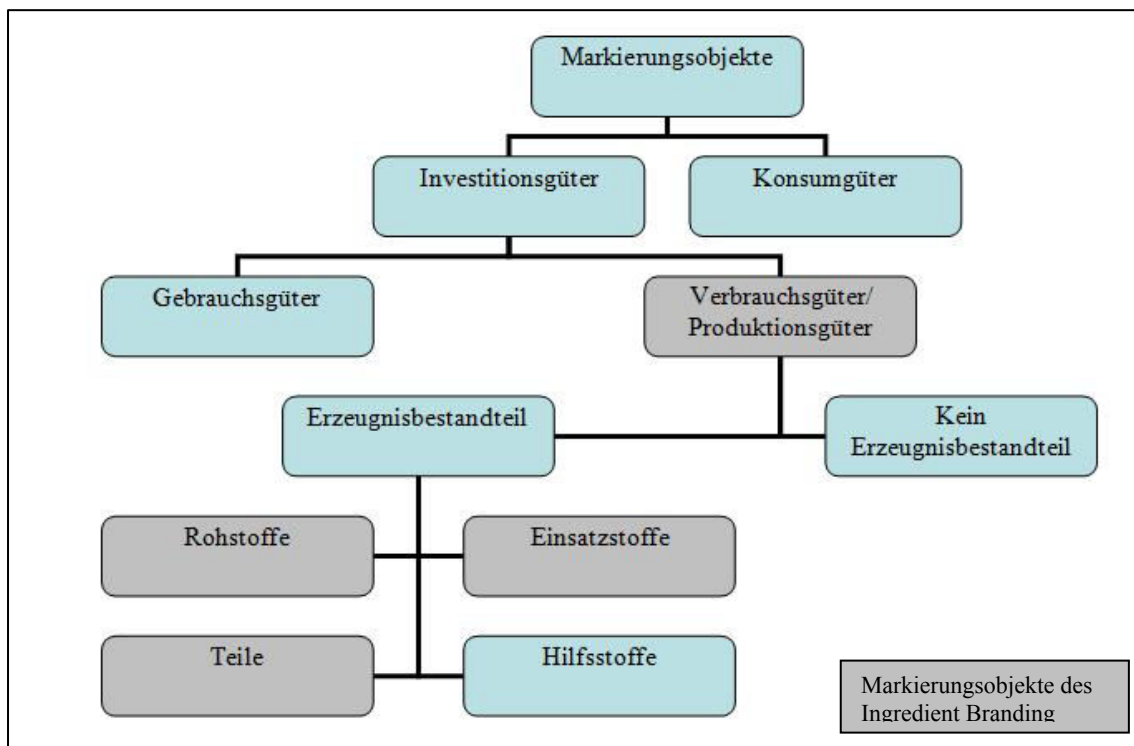 Markierungsobjekte
Investitionsgüter
Konsumgüter
Gebrauchsgüter
Verbrauchsgüter/
Produktionsgüter
Erzeugnisbestandteil
Kein
Erzeugnisbestandteil
Rohstoffe
Einsatzstoffe
Teile
Hilfsstoffe
Markierungsobjekte des
Ingredient Branding